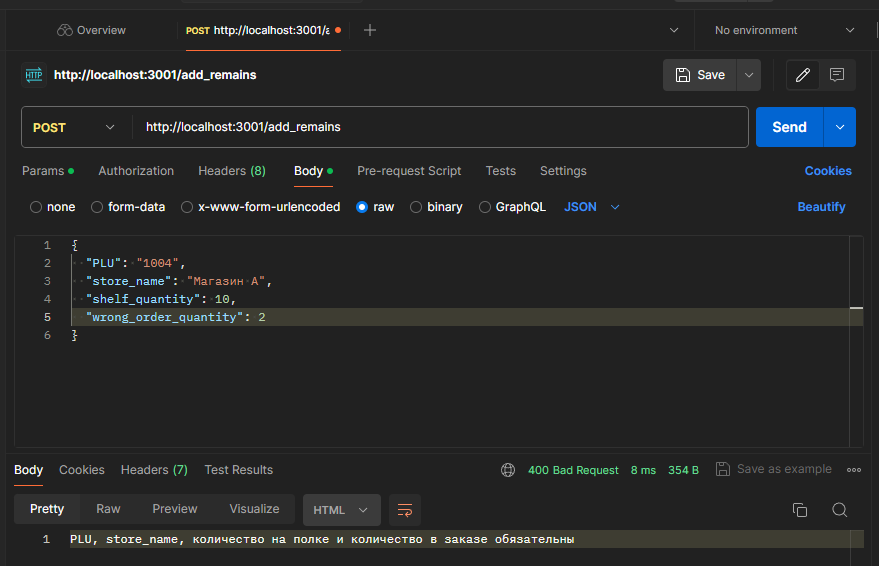 Overview
POST http://localhost:3001/a
No environment
HTTP http://localhost:3001/add_remains
Save
POST http://localhost:3001/add_remains
Send
Params Authorization Headers (8) Body Pre-request Script Tests Settings Cookies
none form-data x-www-form-urlencoded raw binary GraphQL JSON Beautify
1 {
2 "PLU": "1004",
3 "store_name": "Магазин А",
4 "shelf_quantity": 10,
5 "wrong_order_quantity": 2
6 }
Body Cookies Headers (7) Test Results 400 Bad Request 8 ms 354 B Save as example
Pretty Raw Preview Visualize HTML
1 PLU, store_name, количество на полке и количество в заказе обязательны